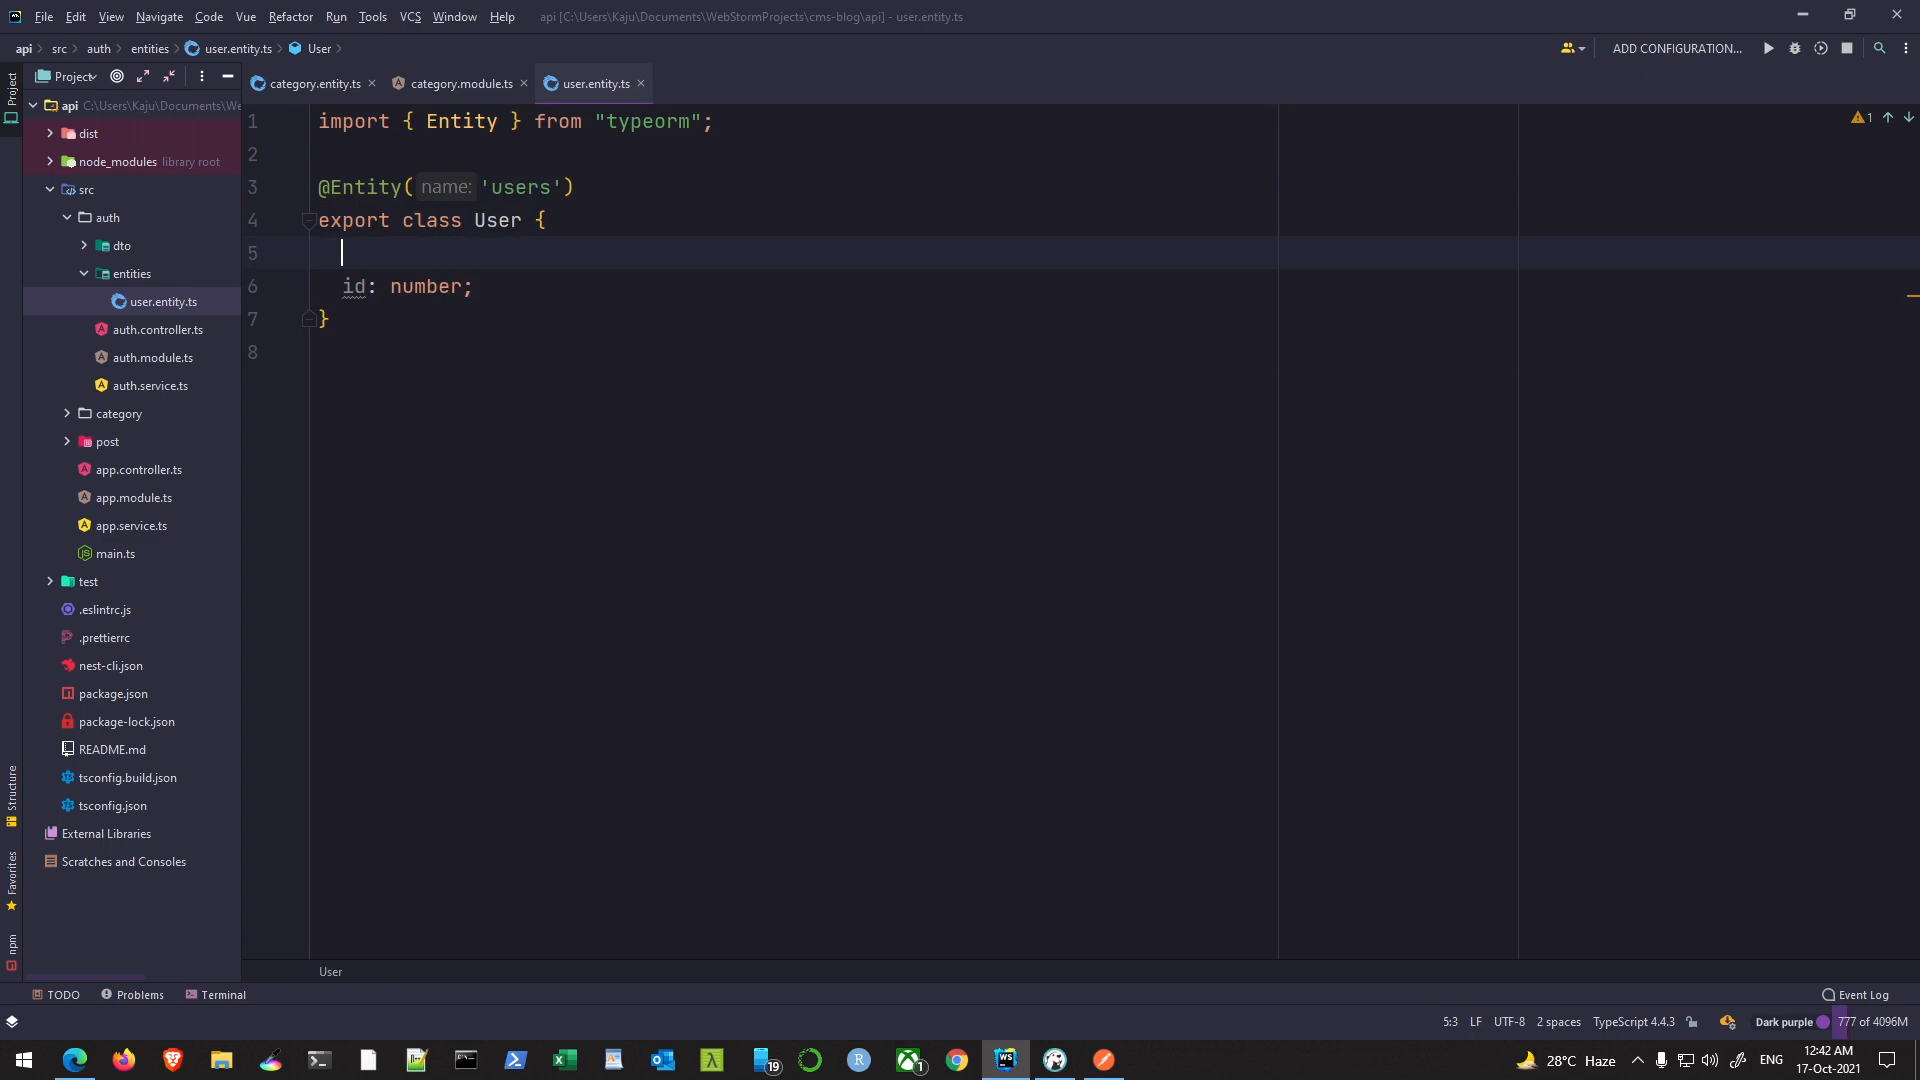 File Edit View Navigate Code Vue Refactor Run Tools VCS Window Help api [C:\Users\Kaju\Documents\WebStormProjects\cms-blog\api] - user.entity.ts
api src auth entities user.entity.ts User ADD CONFIGURATION...
Project
Project
category.entity.ts
category.module.ts
user.entity.ts
api C:\Users\Kaju\Documents\We
dist
node_modules library root
src
auth
dto
entities
user.entity.ts
auth.controller.ts
auth.module.ts
auth.service.ts
category
post
app.controller.ts
app.module.ts
app.service.ts
main.ts
test
.eslintrc.js
.prettierrc
nest-cli.json
package.json
package-lock.json
README.md
tsconfig.build.json
tsconfig.json
External Libraries
Scratches and Consoles
Structure
Favorites
npm
1 import { Entity } from "typeorm";
2
3 @Entity( name: 'users')
4 export class User {
5
6 id: number;
7 }
8
1
User
TODO Problems Terminal Event Log
5:3 LF UTF-8 2 spaces TypeScript 4.4.3 Dark purple 777 of 4096M
19 1 28°C Haze ENG 12:42 AM
17-Oct-2021